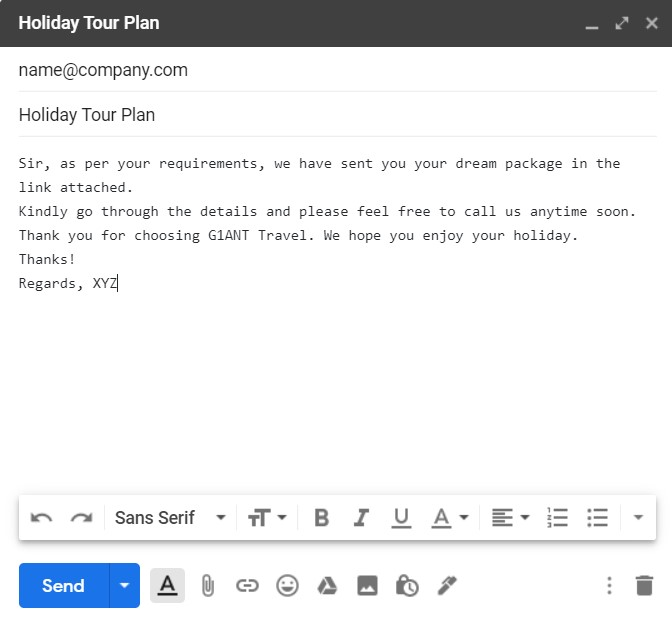 Holiday Tour Plan
name@company.com
Holiday Tour Plan
Sir, as per your requirements, we have sent you your dream package in the
link attached.
Kindly go through the details and please feel free to call us anytime soon.
Thank you for choosing G1ANT Travel. We hope you enjoy your holiday.
Thanks!
Regards, XYZ
Sans Serif
Send